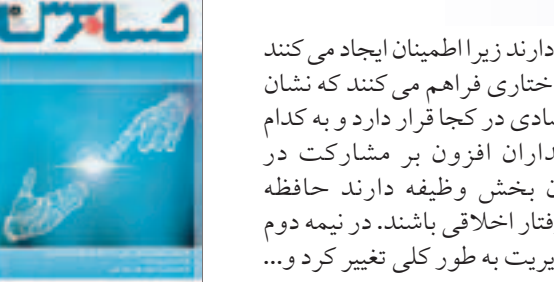 حسابرس
دارند زیرا اطمینان ایجاد می کنند
ختاری فراهم می کنند که نشان
صادی در کجا قرار دارد و به کدام
داران افزون بر مشارکت در
ن بخش وظیفه دارند حافظه
فتار اخلاقی باشند. در نیمه دوم
یریت به طور کلی تغییر کرد و...